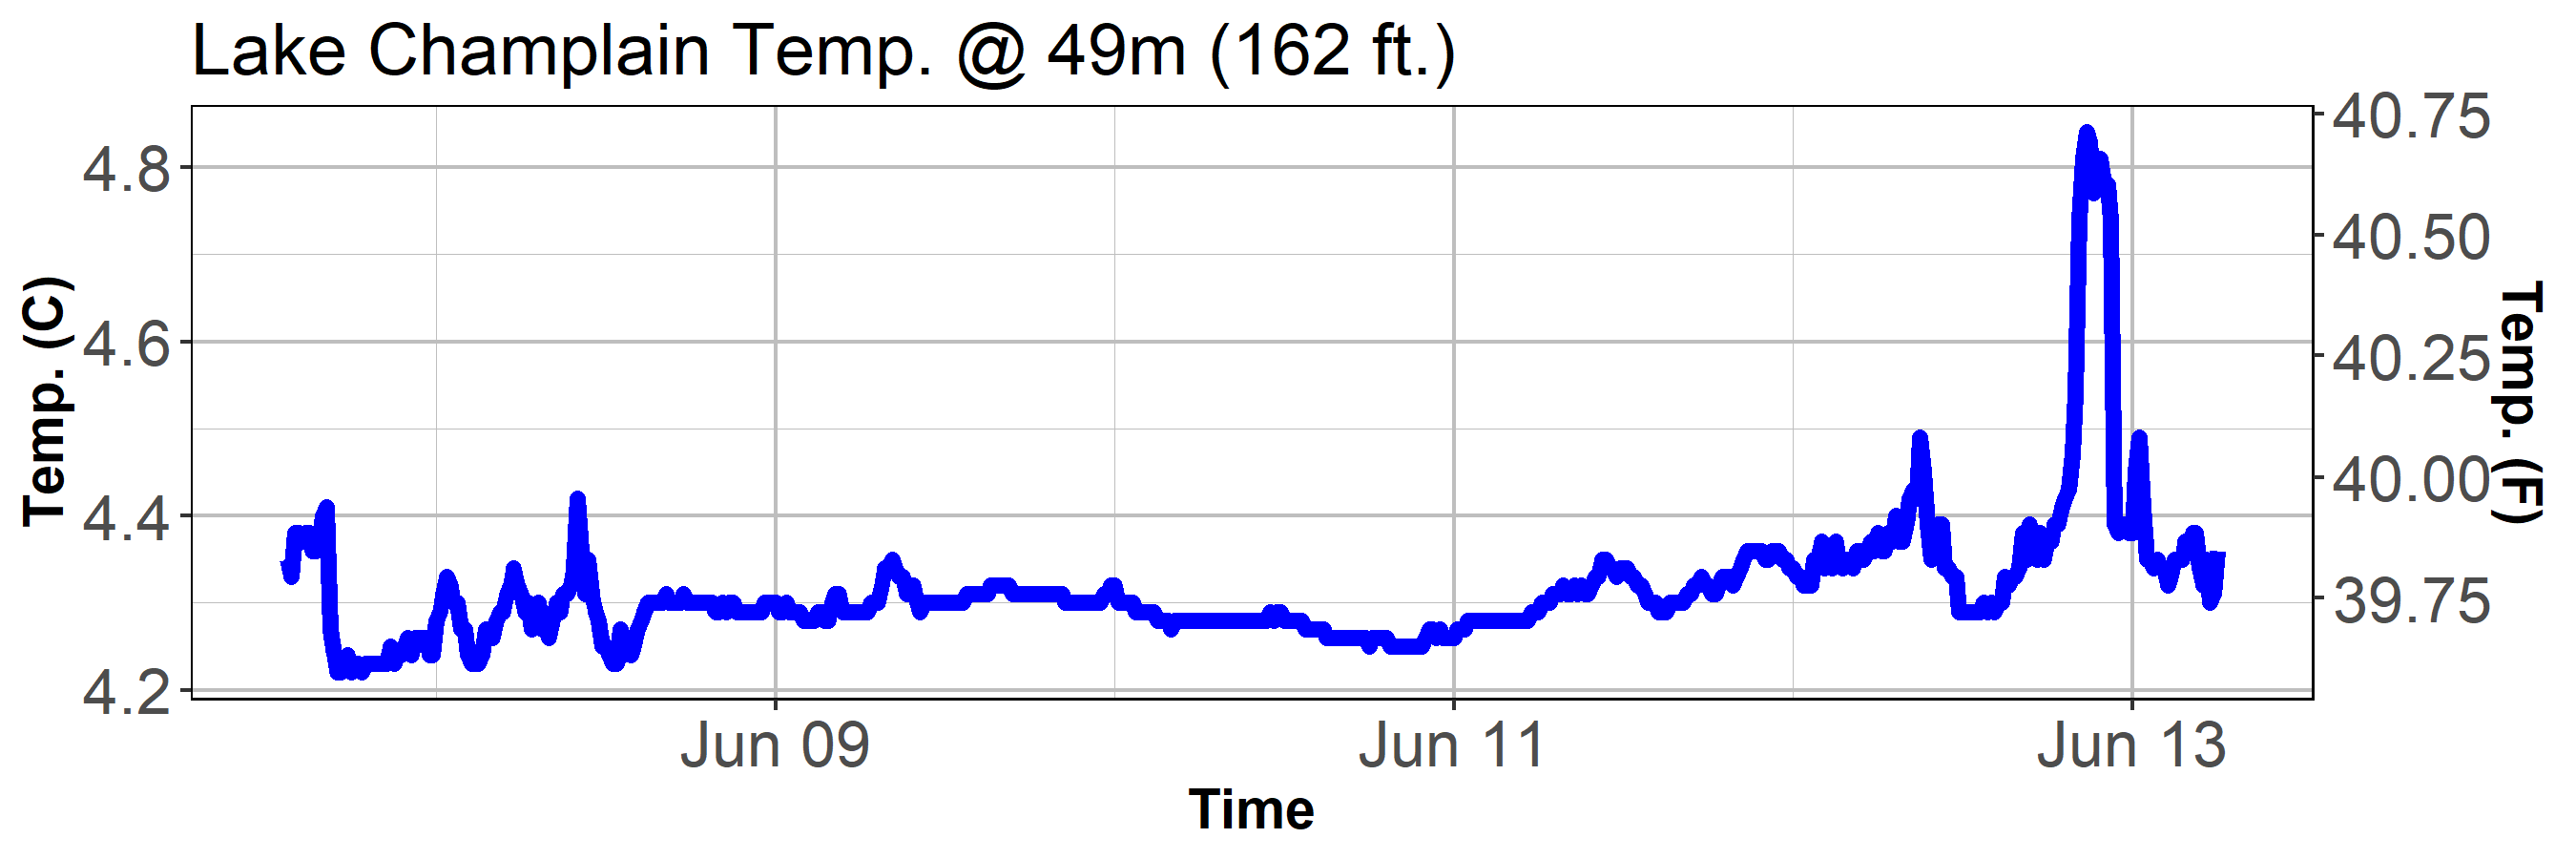 Lake Champlain Temp. @ 49m (162 ft.)
4.8
4.6
4.4
4.2
Temp. (C)
40.75
40.50
40.25
40.00
39.75
Temp. (F)
Jun 09
Jun 11
Jun 13
Time